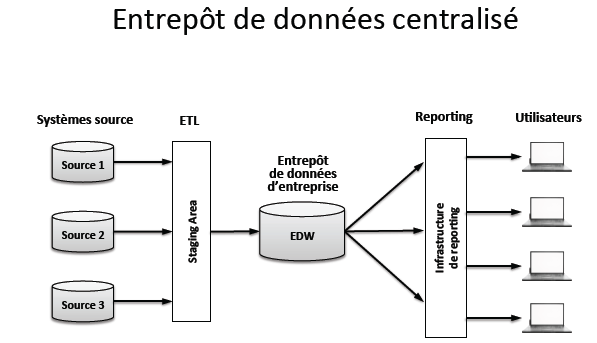 Entrepôt de données centralisé
Systèmes source
ETL
Reporting
Utilisateurs
Source 1
Source 2
Source 3
Staging Area
Entrepôt
de données
d'entreprise
EDW
Infrastructure
de reporting